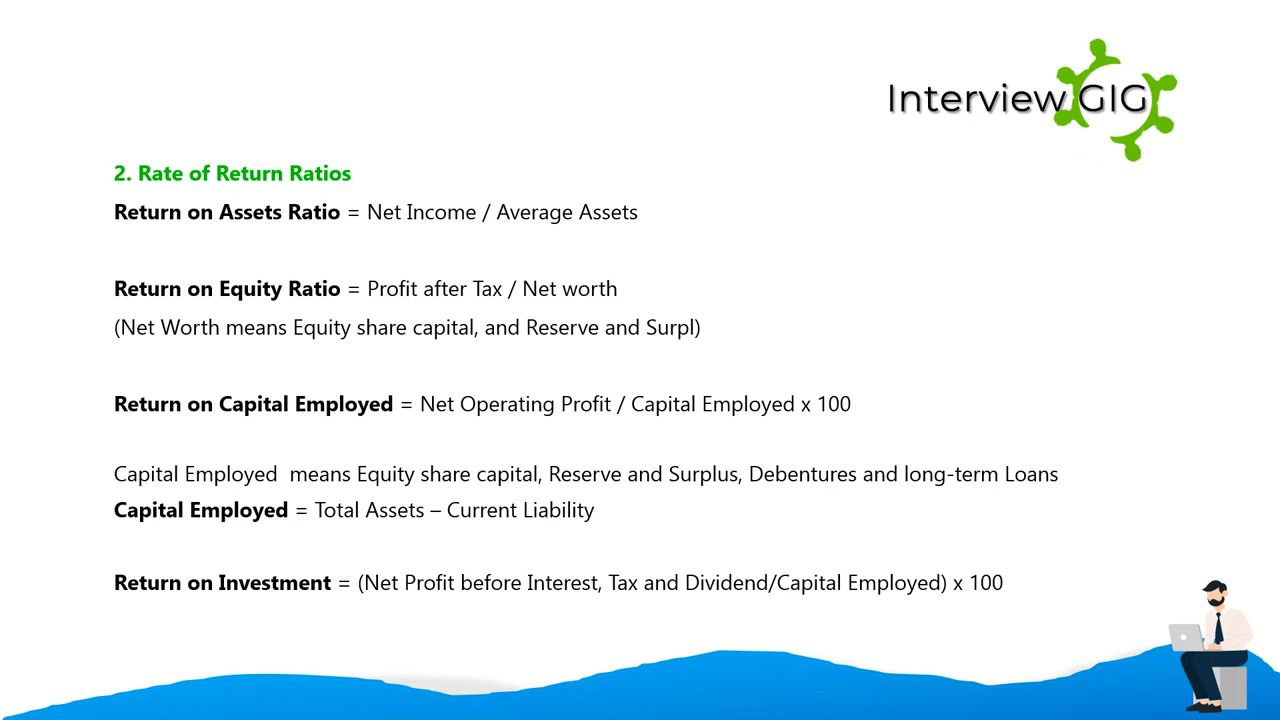 Interview GIG
2. Rate of Return Ratios
Return on Assets Ratio = Net Income / Average Assets
Return on Equity Ratio = Profit after Tax / Net worth
(Net Worth means Equity share capital, and Reserve and Surpl)
Return on Capital Employed = Net Operating Profit / Capital Employed x 100
Capital Employed  means Equity share capital, Reserve and Surplus, Debentures and long-term Loans
Capital Employed = Total Assets – Current Liability
Return on Investment = (Net Profit before Interest, Tax and Dividend/Capital Employed) x 100